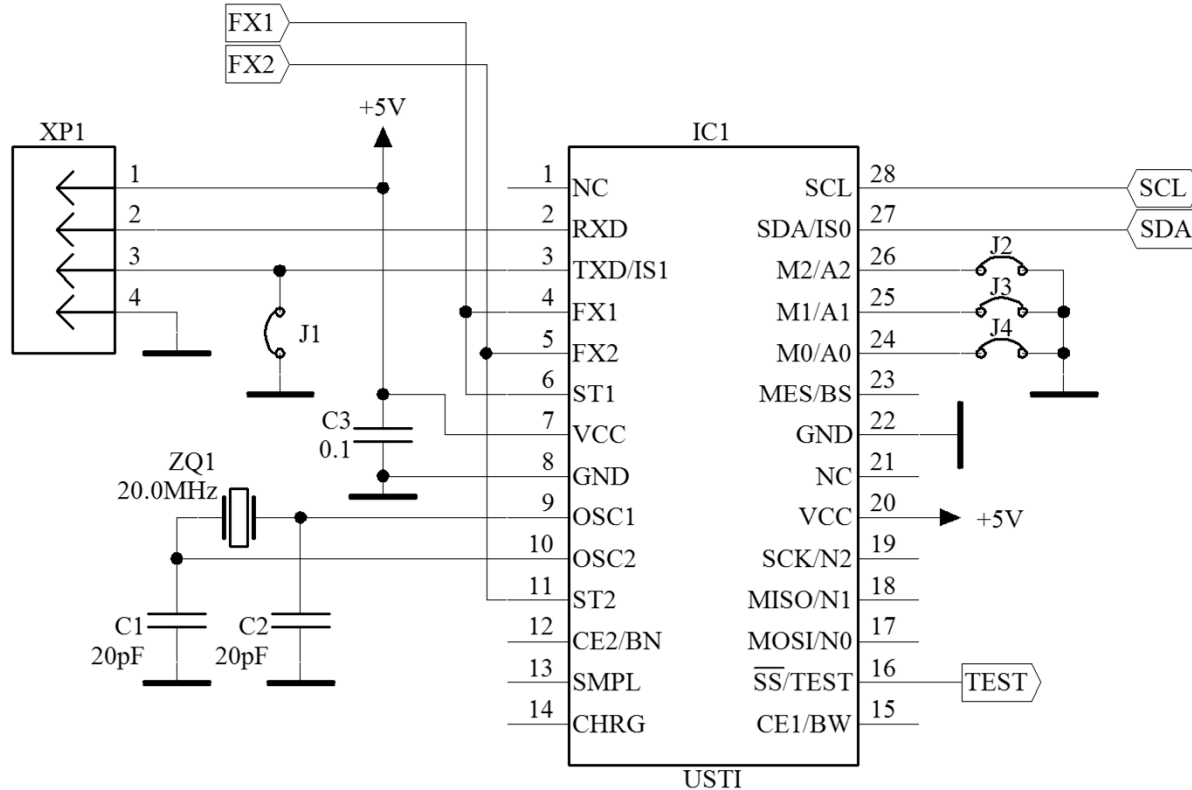 FX1
FX2
+5V
XP1
IC1
1
2
3
4
J1
C3
0.1
ZQ1
20.0MHz
C1
20pF
C2
20pF
1 NC
2 RXD
3 TXD/IS1
4 FX1
5 FX2
6 ST1
7 VCC
8 GND
9 OSC1
10 OSC2
11 ST2
12 CE2/BN
13 SMPL
14 CHRG
SCL 28
SDA/IS0 27
M2/A2 26
M1/A1 25
M0/A0 24
MES/BS 23
GND 22
NC 21
VCC 20
SCK/N2 19
MISO/N1 18
MOSI/N0 17
S̅S̅/TEST 16
CE1/BW 15
SCL
SDA
J2
J3
J4
+5V
TEST
USTI